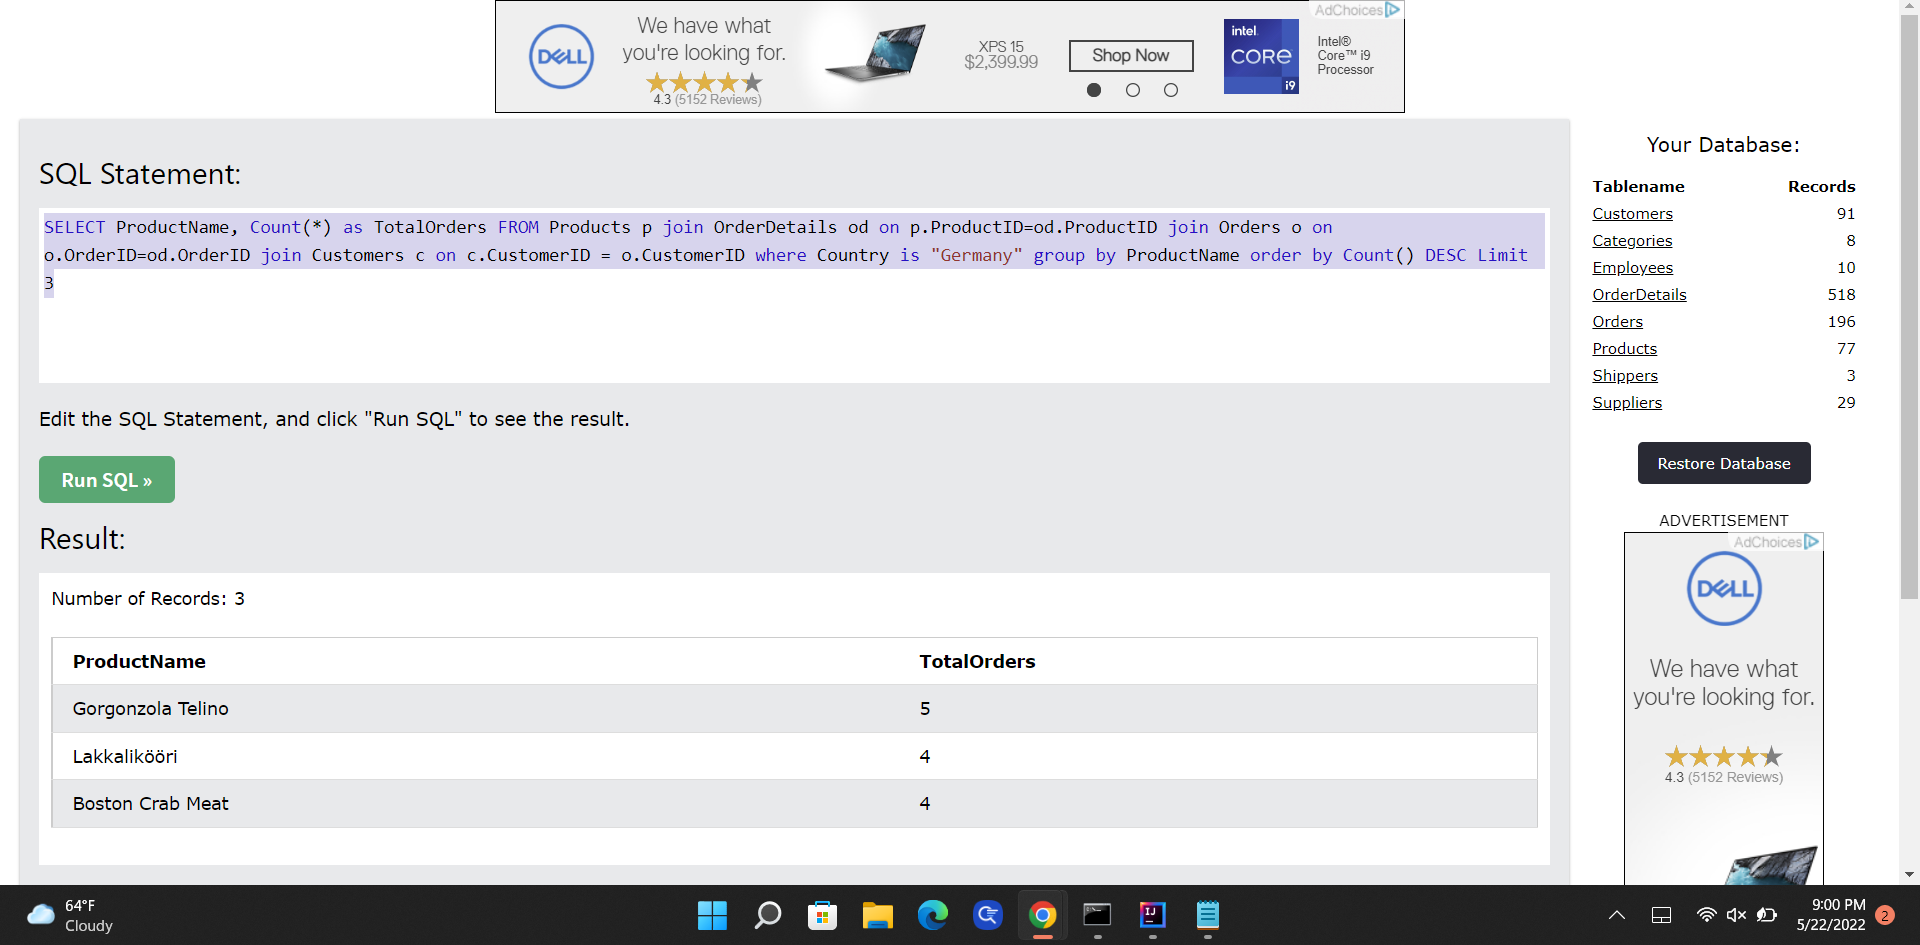 We have what
you're looking for.
DELL
4.3 (5152 Reviews)
XPS 15
$2,399.99
Shop Now
intel
CORE
i9
Intel®
Core™ i9
Processor
AdChoices
SQL Statement:
SELECT ProductName, Count(*) as TotalOrders FROM Products p join OrderDetails od on p.ProductID=od.ProductID join Orders o on
o.OrderID=od.OrderID join Customers c on c.CustomerID = o.CustomerID where Country is "Germany" group by ProductName order by Count() DESC Limit
3
Edit the SQL Statement, and click "Run SQL" to see the result.
Run SQL »
Result:
Number of Records: 3
ProductName TotalOrders
Gorgonzola Telino 5
Lakkalikööri 4
Boston Crab Meat 4
Your Database:
Tablename Records
Customers 91
Categories 8
Employees 10
OrderDetails 518
Orders 196
Products 77
Shippers 3
Suppliers 29
Restore Database
ADVERTISEMENT
AdChoices
DELL
We have what
you're looking for.
4.3 (5152 Reviews)
64°F
Cloudy
IJ
9:00 PM
5/22/2022
2